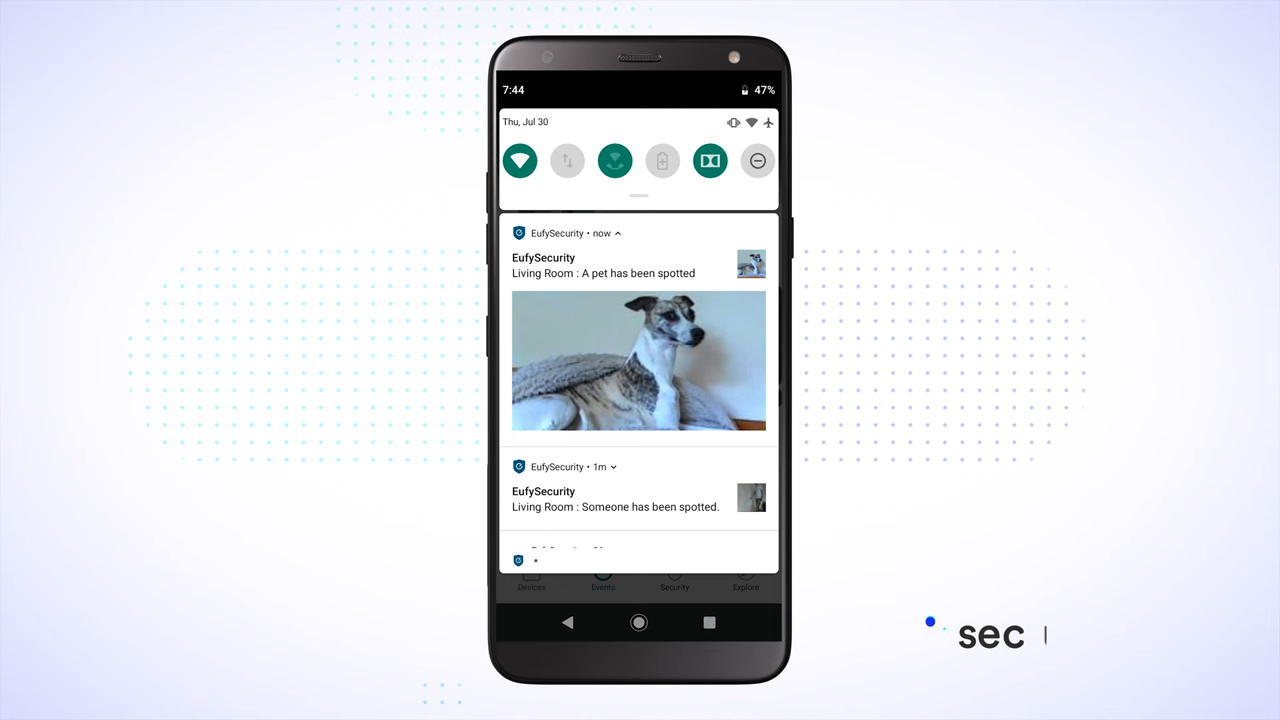 7:44
47%
Thu, Jul 30
EufySecurity • now
EufySecurity
Living Room : A pet has been spotted
EufySecurity • 1m
EufySecurity
Living Room : Someone has been spotted.
Devices Events Security Explore
sec